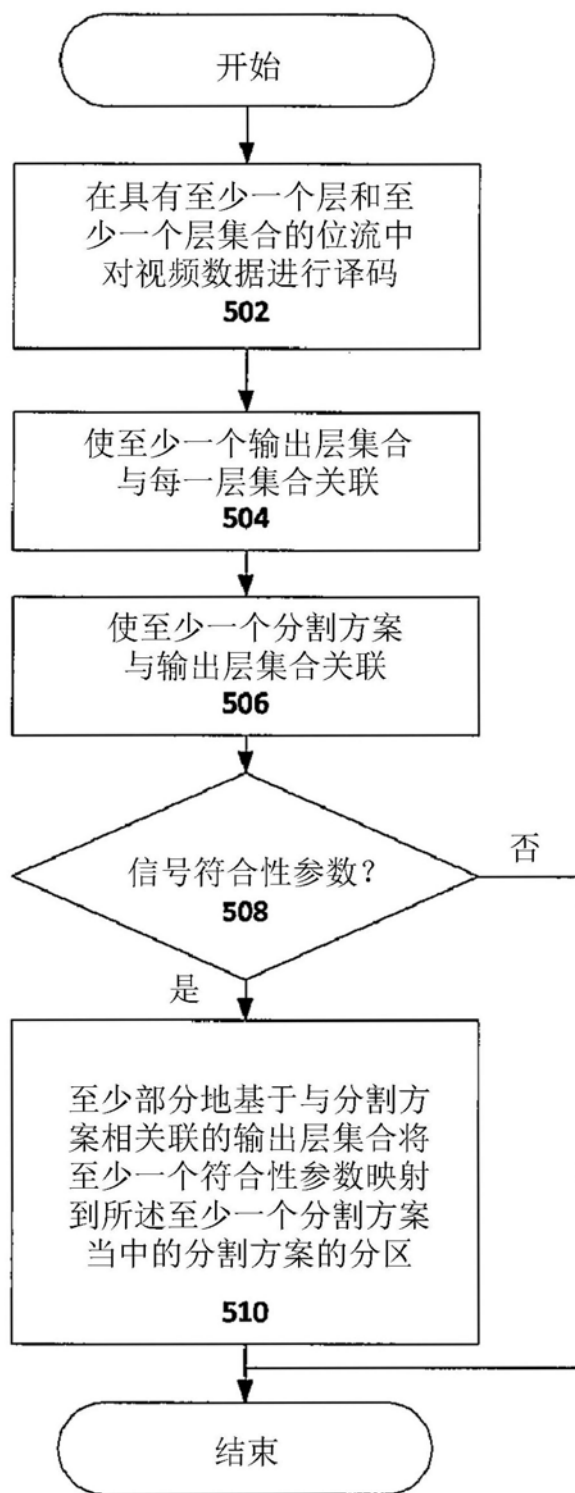 开始
在具有至少一个层和至
少一个层集合的位流中
对视频数据进行译码
502
使至少一个输出层集合
与每一层集合关联
504
使至少一个分割方案
与输出层集合关联
506
信号符合性参数？
508
否
是
至少部分地基于与分割方
案相关联的输出层集合将
至少一个符合性参数映射
到所述至少一个分割方案
当中的分割方案的分区
510
结束